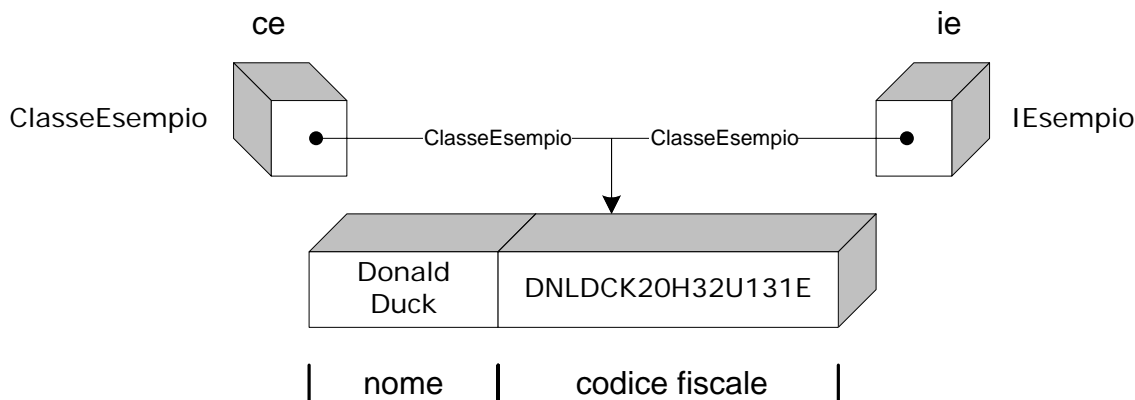 ce
ie
ClasseEsempio
IEsempio
ClasseEsempio
ClasseEsempio
Donald
Duck
DNLDCK20H32U131E
nome
codice fiscale